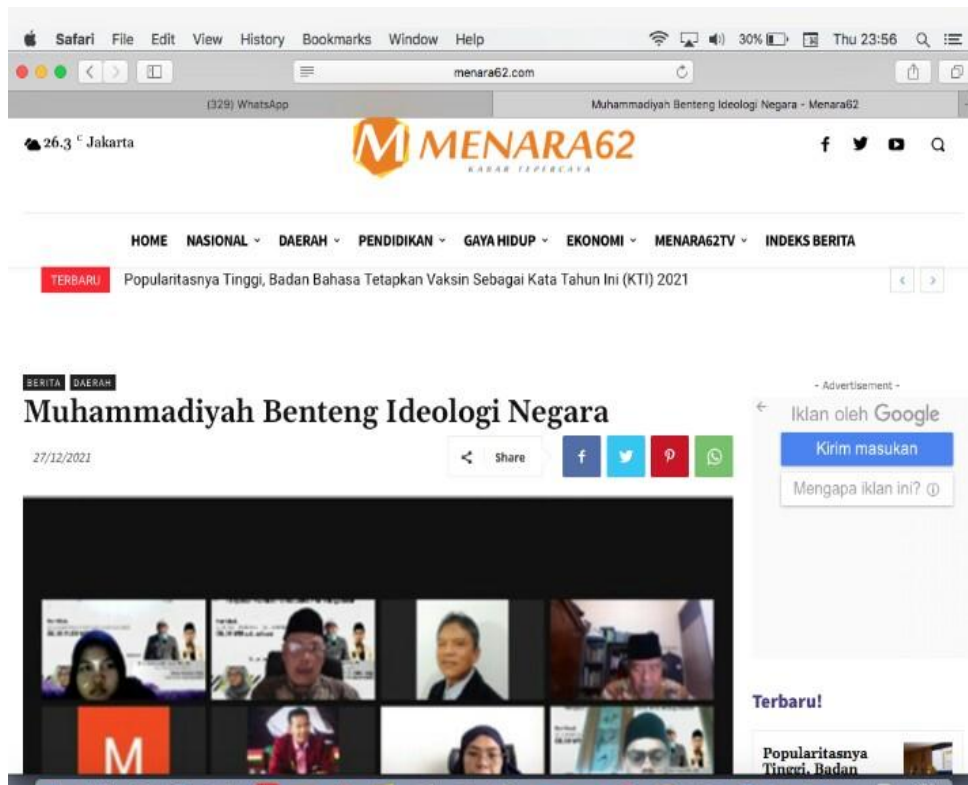 Safari File Edit View History Bookmarks Window Help 30% Thu 23:56
menara62.com
(329) WhatsApp
Muhammadiyah Benteng Ideologi Negara - Menara62
26.3 C Jakarta
M MENARA62
KABAR TEPERCAYA
HOME NASIONAL DAERAH PENDIDIKAN GAYA HIDUP EKONOMI MENARA62TV INDEKS BERITA
TERBARU Popularitasnya Tinggi, Badan Bahasa Tetapkan Vaksin Sebagai Kata Tahun Ini (KTI) 2021
BERITA DAERAH
Muhammadiyah Benteng Ideologi Negara
27/12/2021
Share
- Advertisement -
Iklan oleh Google
Kirim masukan
Mengapa iklan ini?
M
Terbaru!
Popularitasnya
Tinggi, Badan